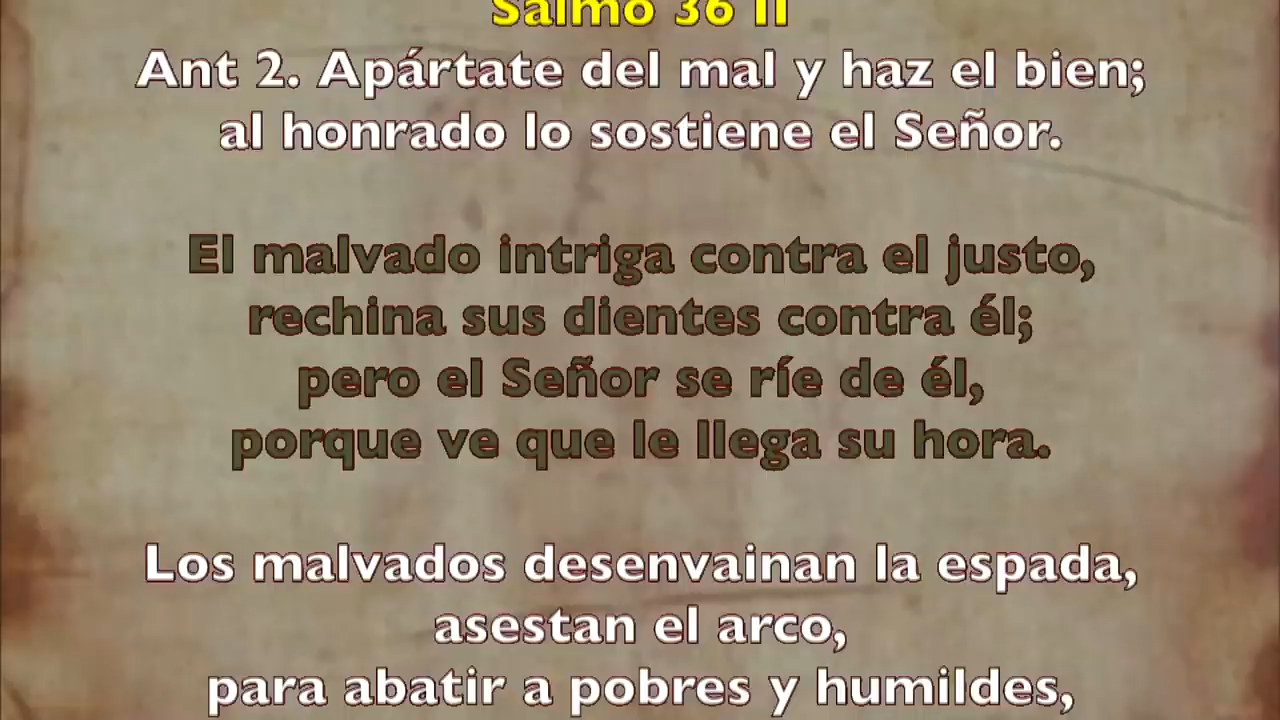 Salmo 36 II
Ant 2. Apártate del mal y haz el bien;
al honrado lo sostiene el Señor.
El malvado intriga contra el justo,
rechina sus dientes contra él;
pero el Señor se ríe de él,
porque ve que le llega su hora.
Los malvados desenvainan la espada,
asestan el arco,
para abatir a pobres y humildes,